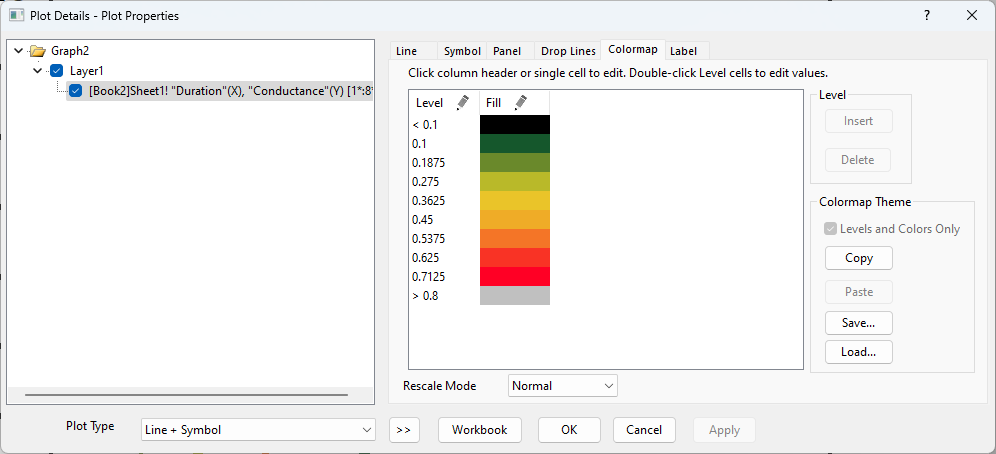 Plot Details - Plot Properties
?
Graph2
Layer1
[Book2]Sheet1! "Duration"(X), "Conductance"(Y) [1*:8*
Line Symbol Panel Drop Lines Colormap Label
Click column header or single cell to edit. Double-click Level cells to edit values.
Level Fill
< 0.1
0.1
0.1875
0.275
0.3625
0.45
0.5375
0.625
0.7125
> 0.8
Level
Insert
Delete
Colormap Theme
Levels and Colors Only
Copy
Paste
Save...
Load...
Rescale Mode Normal
Plot Type Line + Symbol >> Workbook OK Cancel Apply